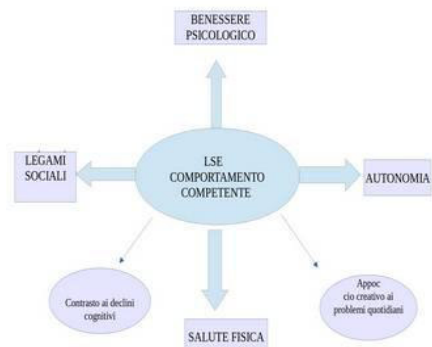 BENESSERE
PSICOLOGICO
LÉGAMI
SOCIALI
LSE
COMPORTAMENTO
COMPETENTE
AUTONOMIA
Contrasto ai declini
cognitivi
Appoc
cio creativo ai
problemi quotidiani
SALUTE FISICA